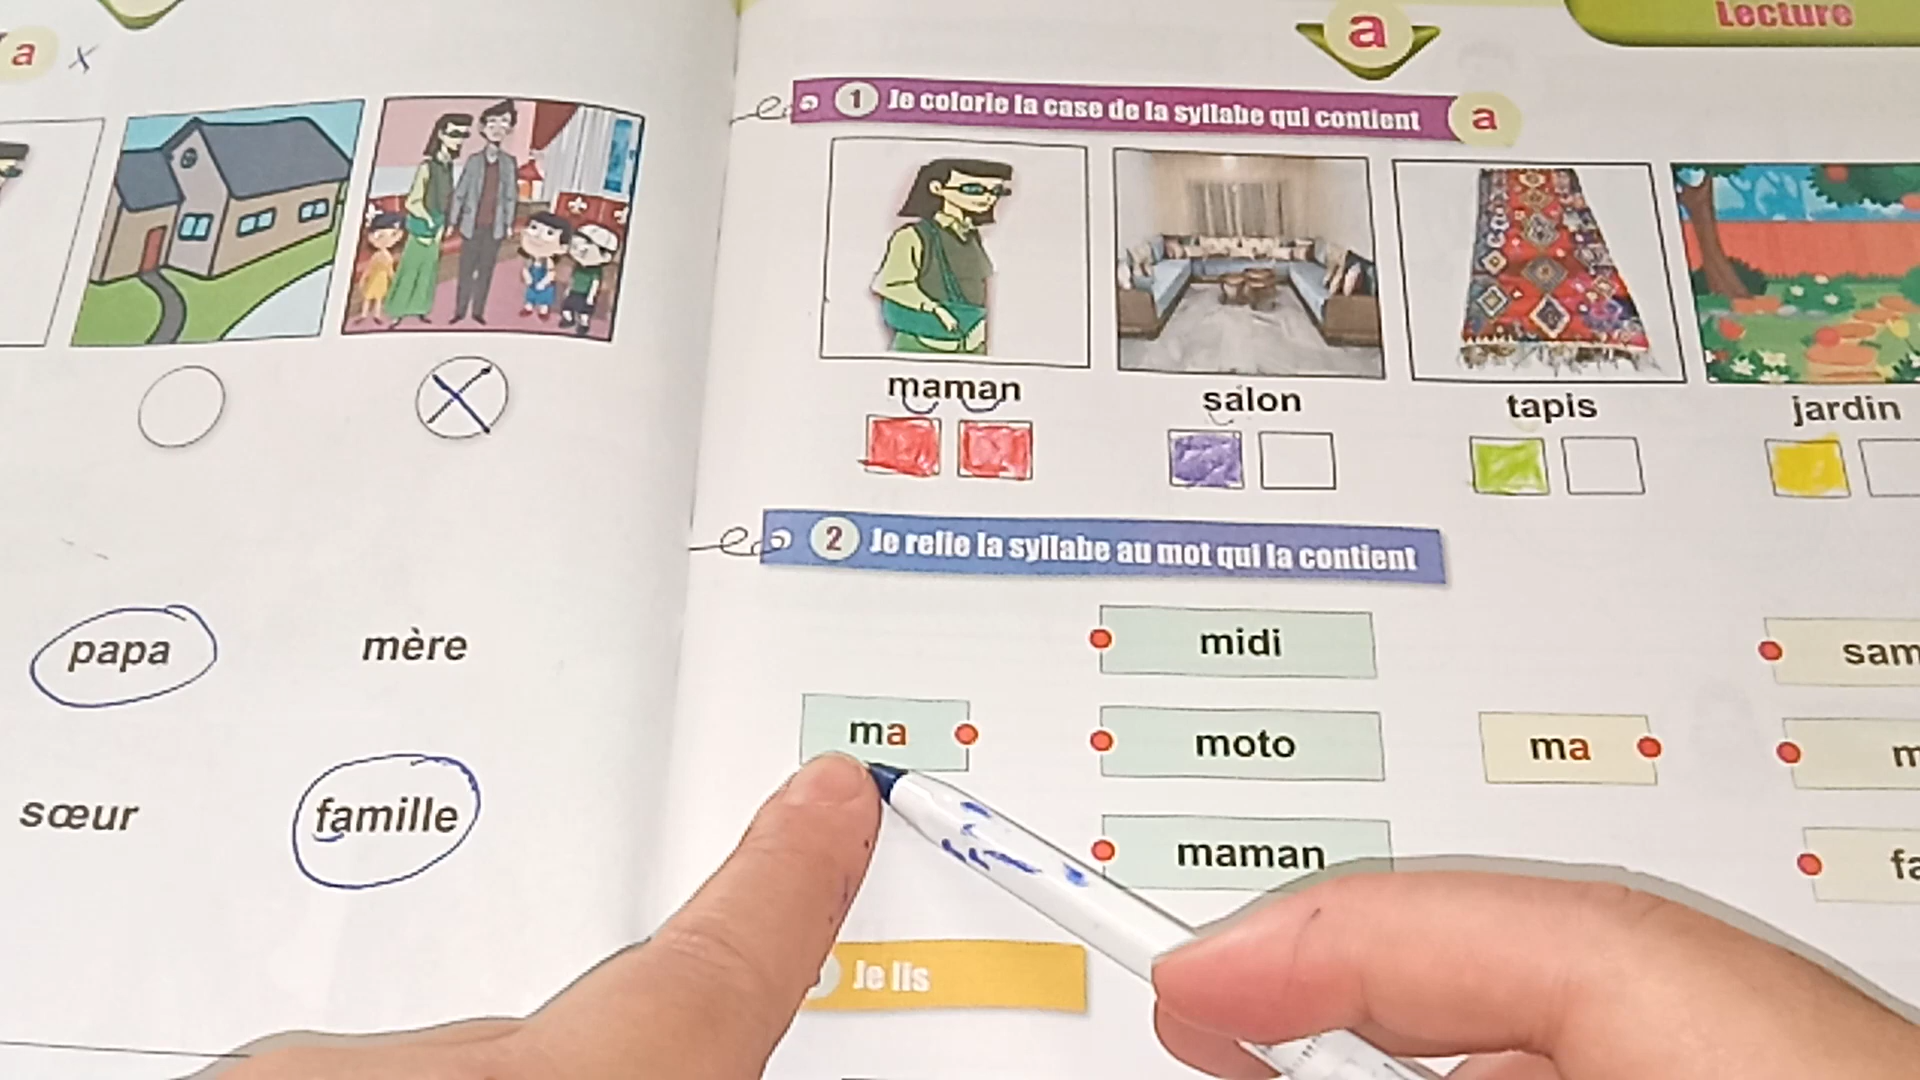 a x
papa
mère
sœur
famille
a
Lecture
1 Je colorie la case de la syllabe qui contient a
maman
salon
tapis
jardin
2 Je relie la syllabe au mot qui la contient
midi
ma
moto
ma
maman
Je lis